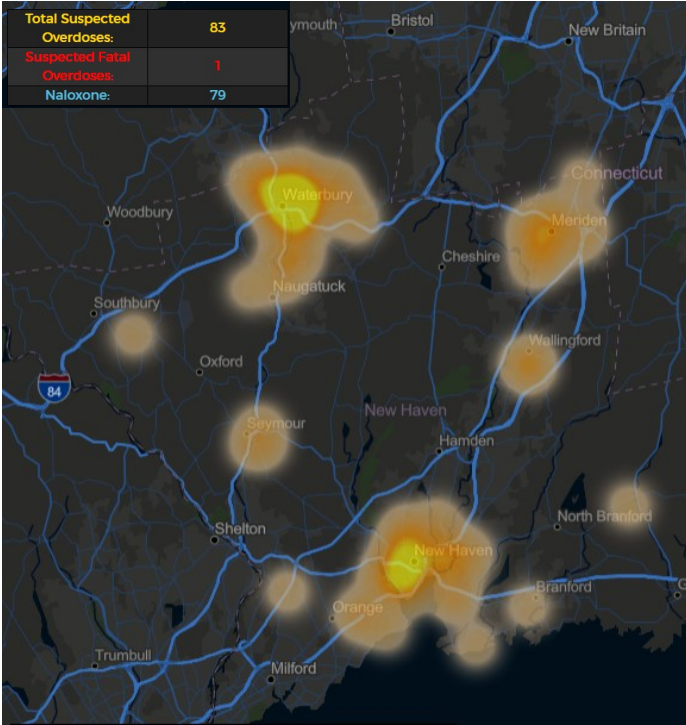 Total Suspected
Overdoses:
83
Suspected Fatal
Overdoses:
1
Naloxone:
79
ymouth
Bristol
New Britain
Connecticut
Waterbury
Woodbury
Meriden
Cheshire
Naugatuck
Southbury
Wallingford
Oxford
84
New Haven
Seymour
Hamden
North Branford
Shelton
New Haven
Branford
G
Orange
Trumbull
Milford